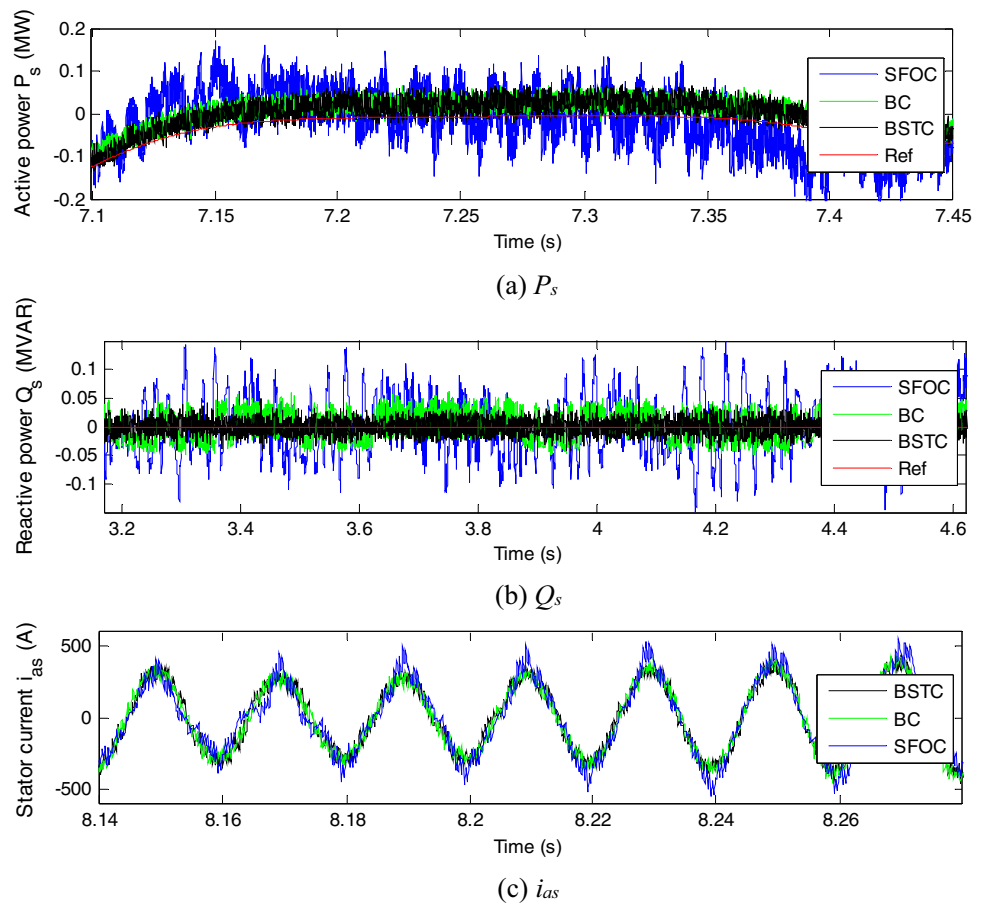 Active power P_s (MW)
0.2
0.1
0
-0.1
-0.2
7.1 7.15 7.2 7.25 7.3 7.35 7.4 7.45
Time (s)
SFOC
BC
BSTC
Ref
(a) Ps
Reactive power Q_s (MVAR)
0.1
0.05
0
-0.05
-0.1
3.2 3.4 3.6 3.8 4 4.2 4.4 4.6
Time (s)
SFOC
BC
BSTC
Ref
(b) Qs
Stator current i_as (A)
500
0
-500
8.14 8.16 8.18 8.2 8.22 8.24 8.26
Time (s)
BSTC
BC
SFOC
(c) ias